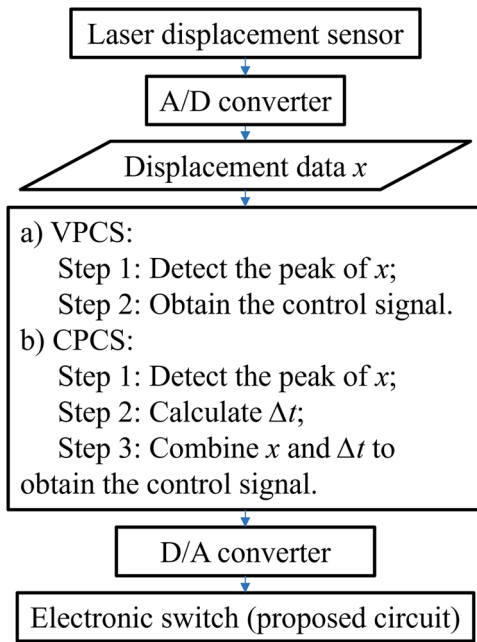 Laser displacement sensor
A/D converter
Displacement data x
a) VPCS:
Step 1: Detect the peak of x;
Step 2: Obtain the control signal.
b) CPCS:
Step 1: Detect the peak of x;
Step 2: Calculate Δt;
Step 3: Combine x and Δt to
obtain the control signal.
D/A converter
Electronic switch (proposed circuit)